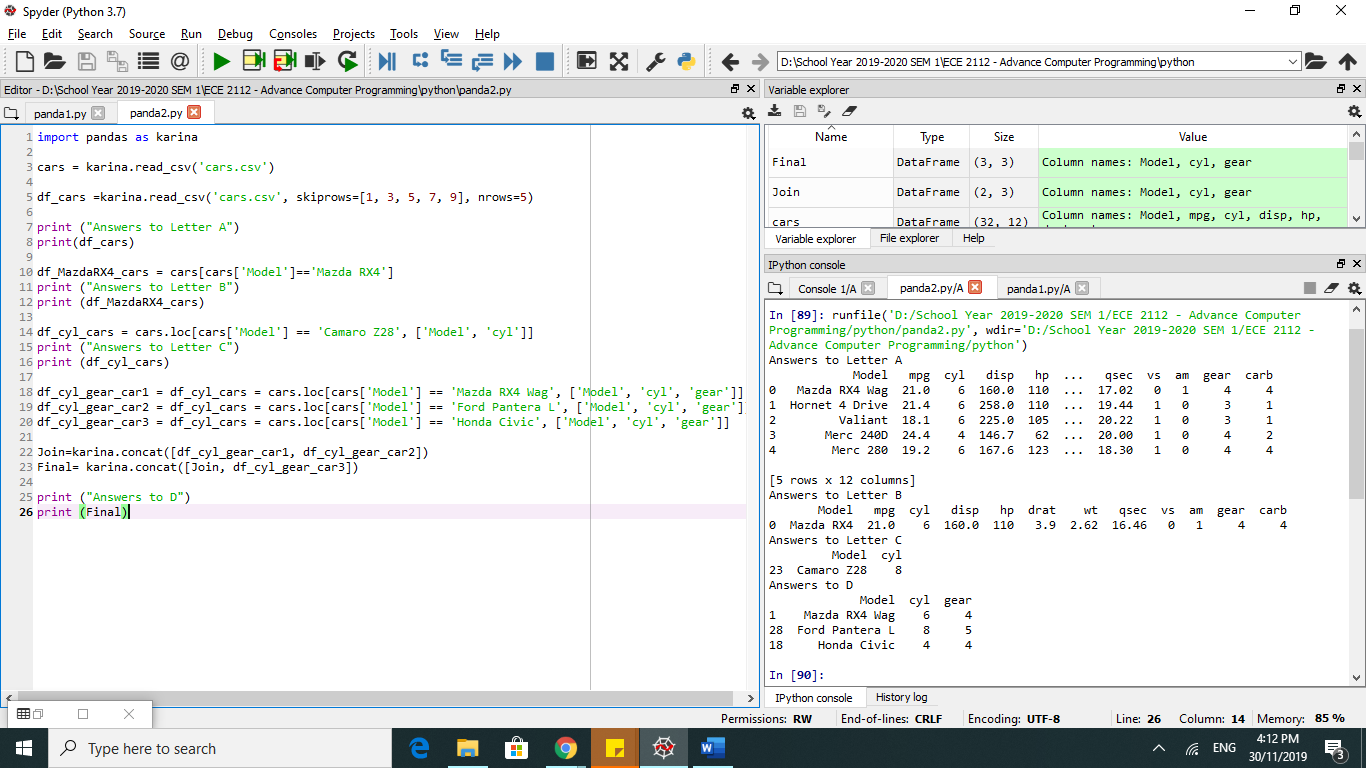 Spyder (Python 3.7)
File Edit Search Source Run Debug Consoles Projects Tools View Help
D:\School Year 2019-2020 SEM 1\ECE 2112 - Advance Computer Programming\python
Editor - D:\School Year 2019-2020 SEM 1\ECE 2112 - Advance Computer Programming\python\panda2.py
panda1.py panda2.py
1 import pandas as karina
2
3 cars = karina.read_csv('cars.csv')
4
5 df_cars =karina.read_csv('cars.csv', skiprows=[1, 3, 5, 7, 9], nrows=5)
6
7 print ("Answers to Letter A")
8 print(df_cars)
9
10 df_MazdaRX4_cars = cars[cars['Model']=='Mazda RX4']
11 print ("Answers to Letter B")
12 print (df_MazdaRX4_cars)
13
14 df_cyl_cars = cars.loc[cars['Model'] == 'Camaro Z28', ['Model', 'cyl']]
15 print ("Answers to Letter C")
16 print (df_cyl_cars)
17
18 df_cyl_gear_car1 = df_cyl_cars = cars.loc[cars['Model'] == 'Mazda RX4 Wag', ['Model', 'cyl', 'gear']]
19 df_cyl_gear_car2 = df_cyl_cars = cars.loc[cars['Model'] == 'Ford Pantera L', ['Model', 'cyl', 'gear']
20 df_cyl_gear_car3 = df_cyl_cars = cars.loc[cars['Model'] == 'Honda Civic', ['Model', 'cyl', 'gear']]
21
22 Join=karina.concat([df_cyl_gear_car1, df_cyl_gear_car2])
23 Final= karina.concat([Join, df_cyl_gear_car3])
24
25 print ("Answers to D")
26 print (Final)
Variable explorer
Name Type Size Value
Final DataFrame (3, 3) Column names: Model, cyl, gear
Join DataFrame (2, 3) Column names: Model, cyl, gear
cars DataFrame (32, 12) Column names: Model, mpg, cyl, disp, hp,
Variable explorer File explorer Help
IPython console
Console 1/A panda2.py/A panda1.py/A
In [89]: runfile('D:/School Year 2019-2020 SEM 1/ECE 2112 - Advance Computer
Programming/python/panda2.py', wdir='D:/School Year 2019-2020 SEM 1/ECE 2112 -
Advance Computer Programming/python')
Answers to Letter A
Model mpg cyl disp hp ... qsec vs am gear carb
0 Mazda RX4 Wag 21.0 6 160.0 110 ... 17.02 0 1 4 4
1 Hornet 4 Drive 21.4 6 258.0 110 ... 19.44 1 0 3 1
2 Valiant 18.1 6 225.0 105 ... 20.22 1 0 3 1
3 Merc 240D 24.4 4 146.7 62 ... 20.00 1 0 4 2
4 Merc 280 19.2 6 167.6 123 ... 18.30 1 0 4 4
[5 rows x 12 columns]
Answers to Letter B
Model mpg cyl disp hp drat wt qsec vs am gear carb
0 Mazda RX4 21.0 6 160.0 110 3.9 2.62 16.46 0 1 4 4
Answers to Letter C
Model cyl
23 Camaro Z28 8
Answers to D
Model cyl gear
1 Mazda RX4 Wag 6 4
28 Ford Pantera L 8 5
18 Honda Civic 4 4
In [90]:
IPython console History log
Permissions: RW End-of-lines: CRLF Encoding: UTF-8 Line: 26 Column: 14 Memory: 85 %
Type here to search
ENG
4:12 PM
30/11/2019
3